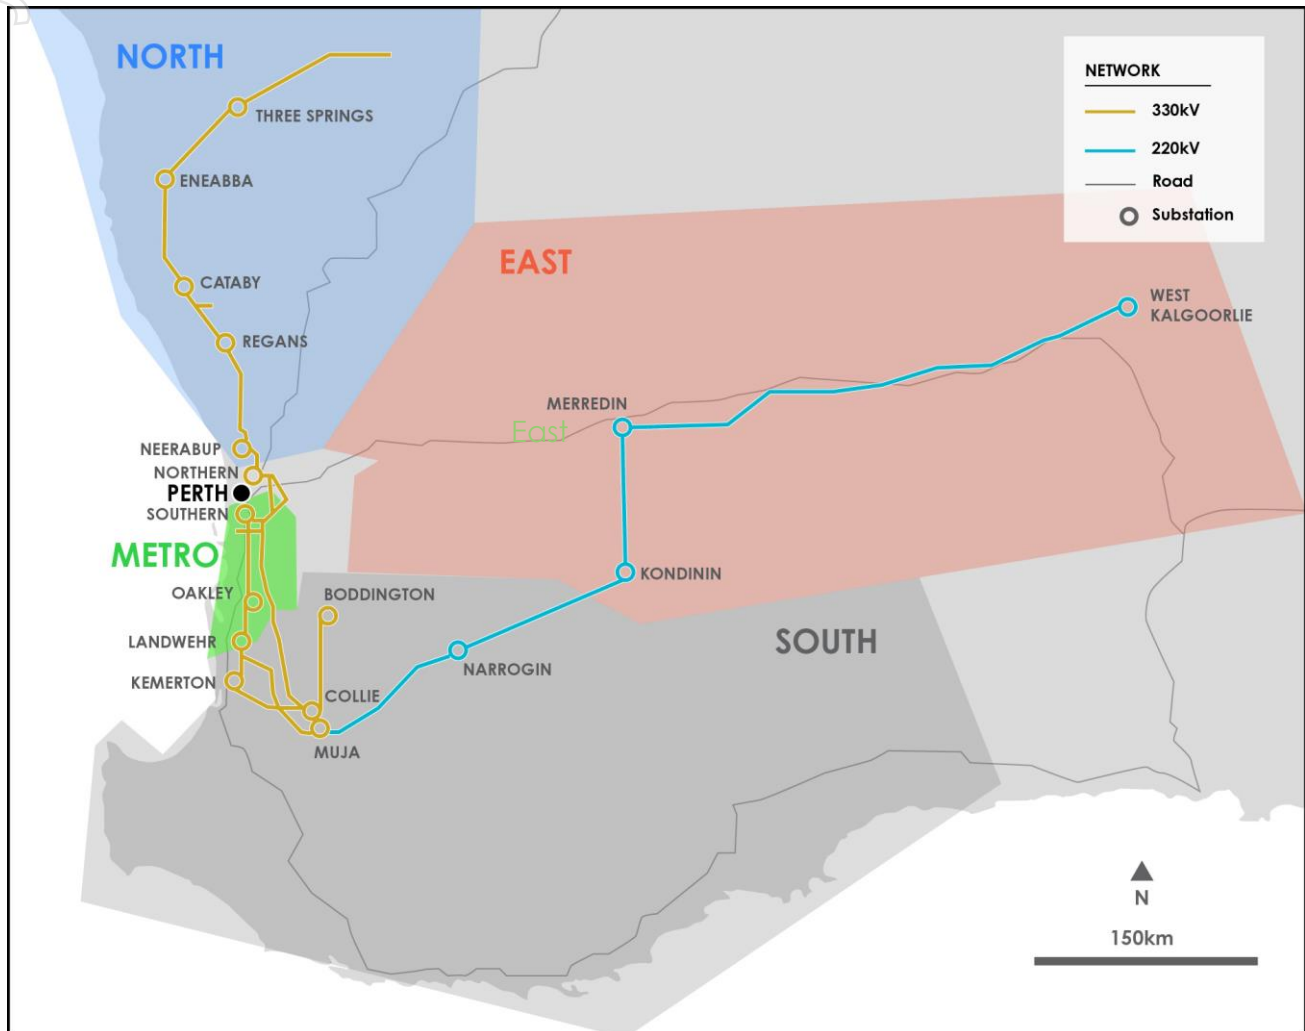 NORTH
THREE SPRINGS
ENEABBA
CATABY
REGANS
NEERABUP
NORTHERN
PERTH
SOUTHERN
METRO
OAKLEY
LANDWEHR
KEMERTON
BODDINGTON
COLLIE
MUJA
NARROGIN
SOUTH
KONDININ
EAST
MERREDIN
East
WEST
KALGOORLIE
NETWORK
330kV
220kV
Road
Substation
N
150km